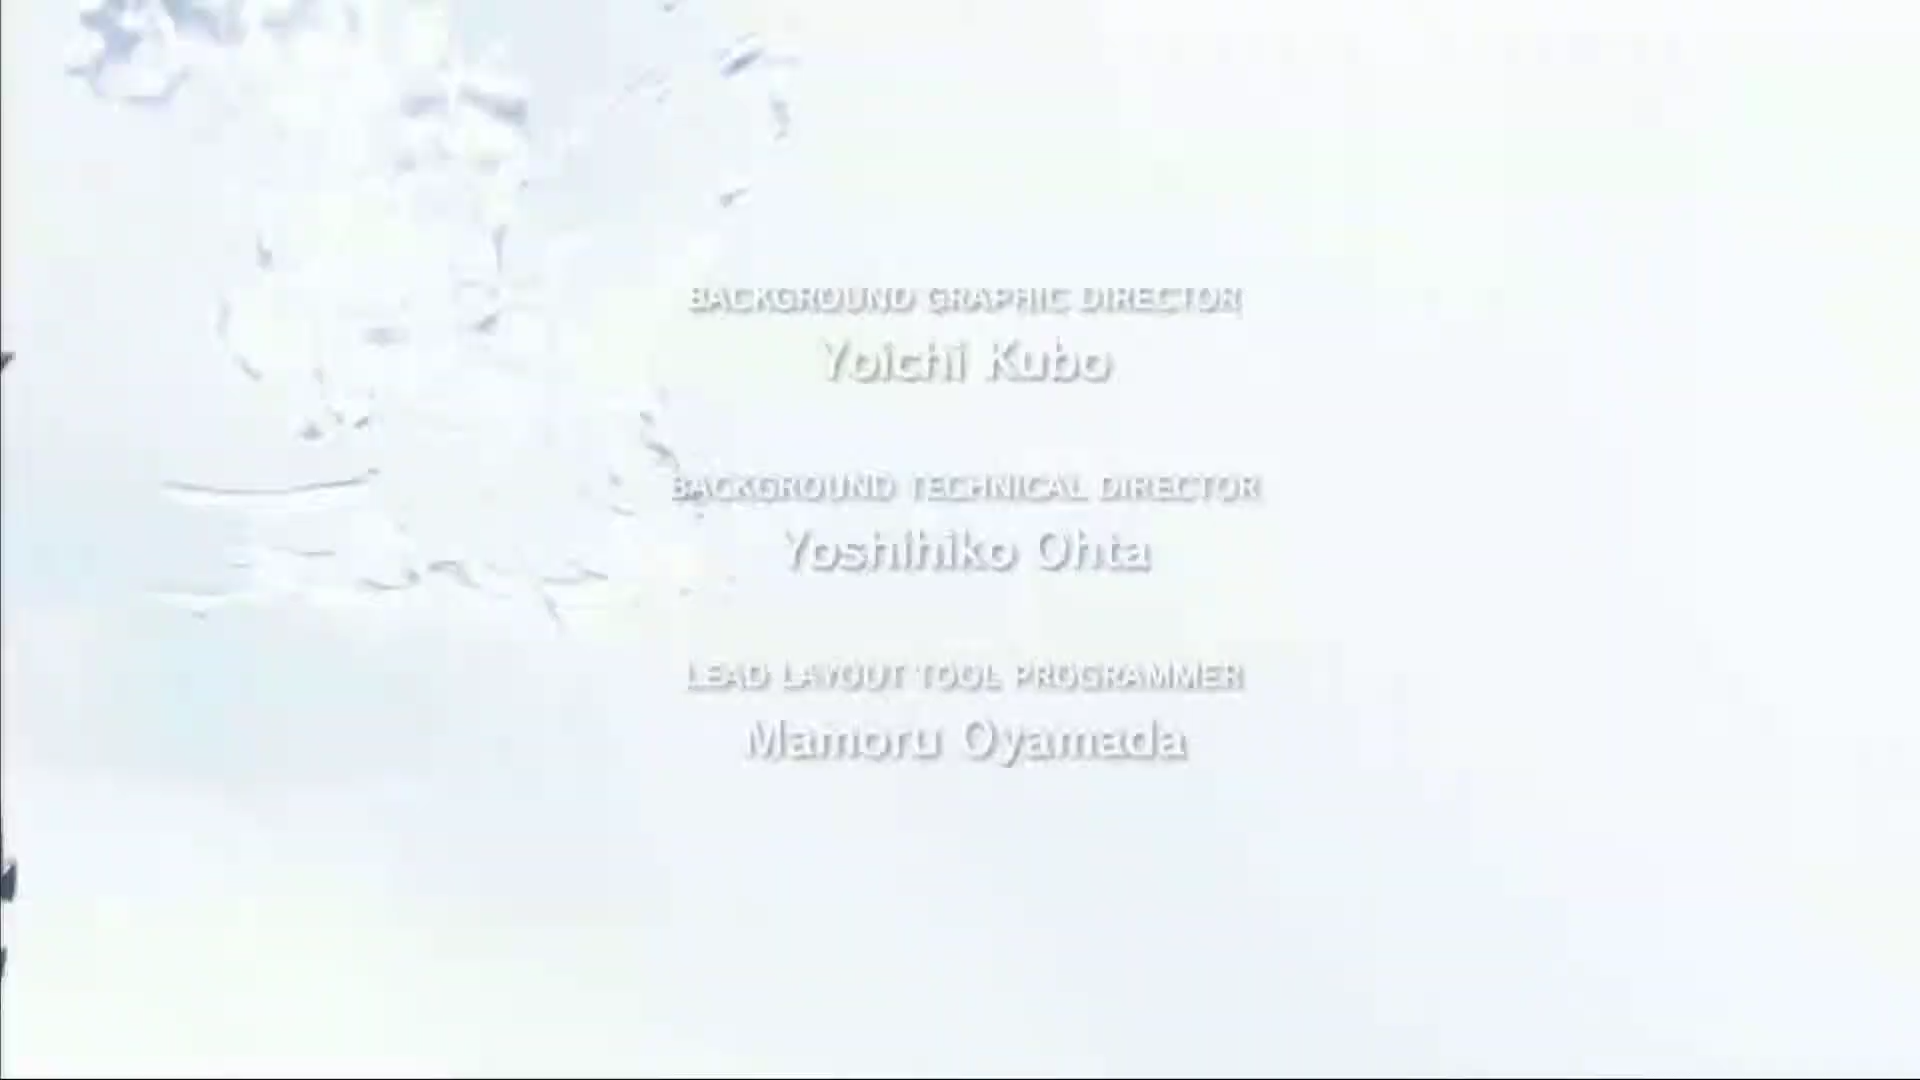 BACKGROUND GRAPHIC DIRECTOR
Yoichi Kubo
BACKGROUND TECHNICAL DIRECTOR
Yoshihiko Ohta
LEAD LAYOUT TOOL PROGRAMMER
Mamoru Oyamada